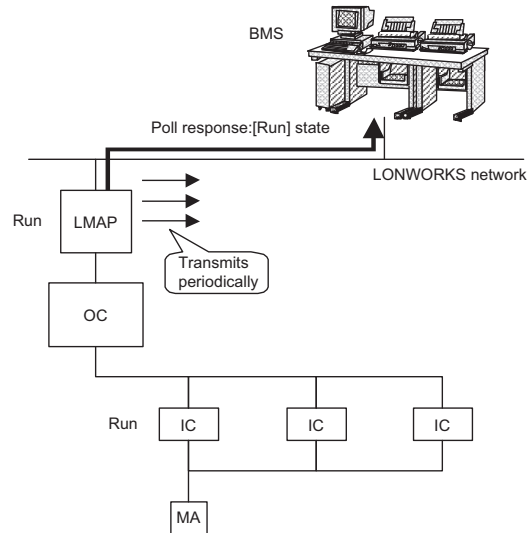 BMS
Poll response:[Run] state
LONWORKS network
Run
LMAP
Transmits
periodically
OC
Run
IC
IC
IC
MA